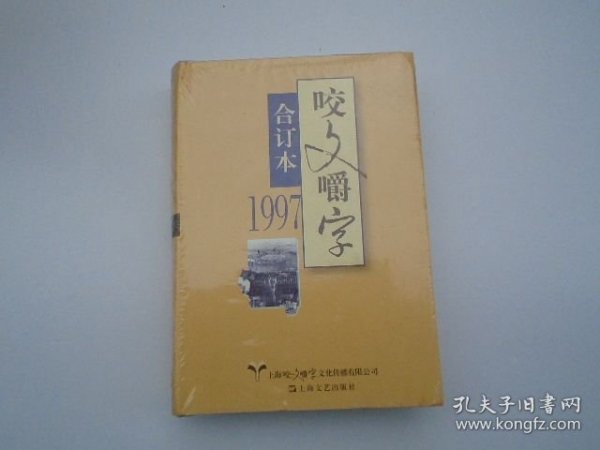 咬文嚼字
合订本
1997
上海咬文嚼字文化传播有限公司
上海文艺出版社
孔夫子旧书网
www.kongfz.com